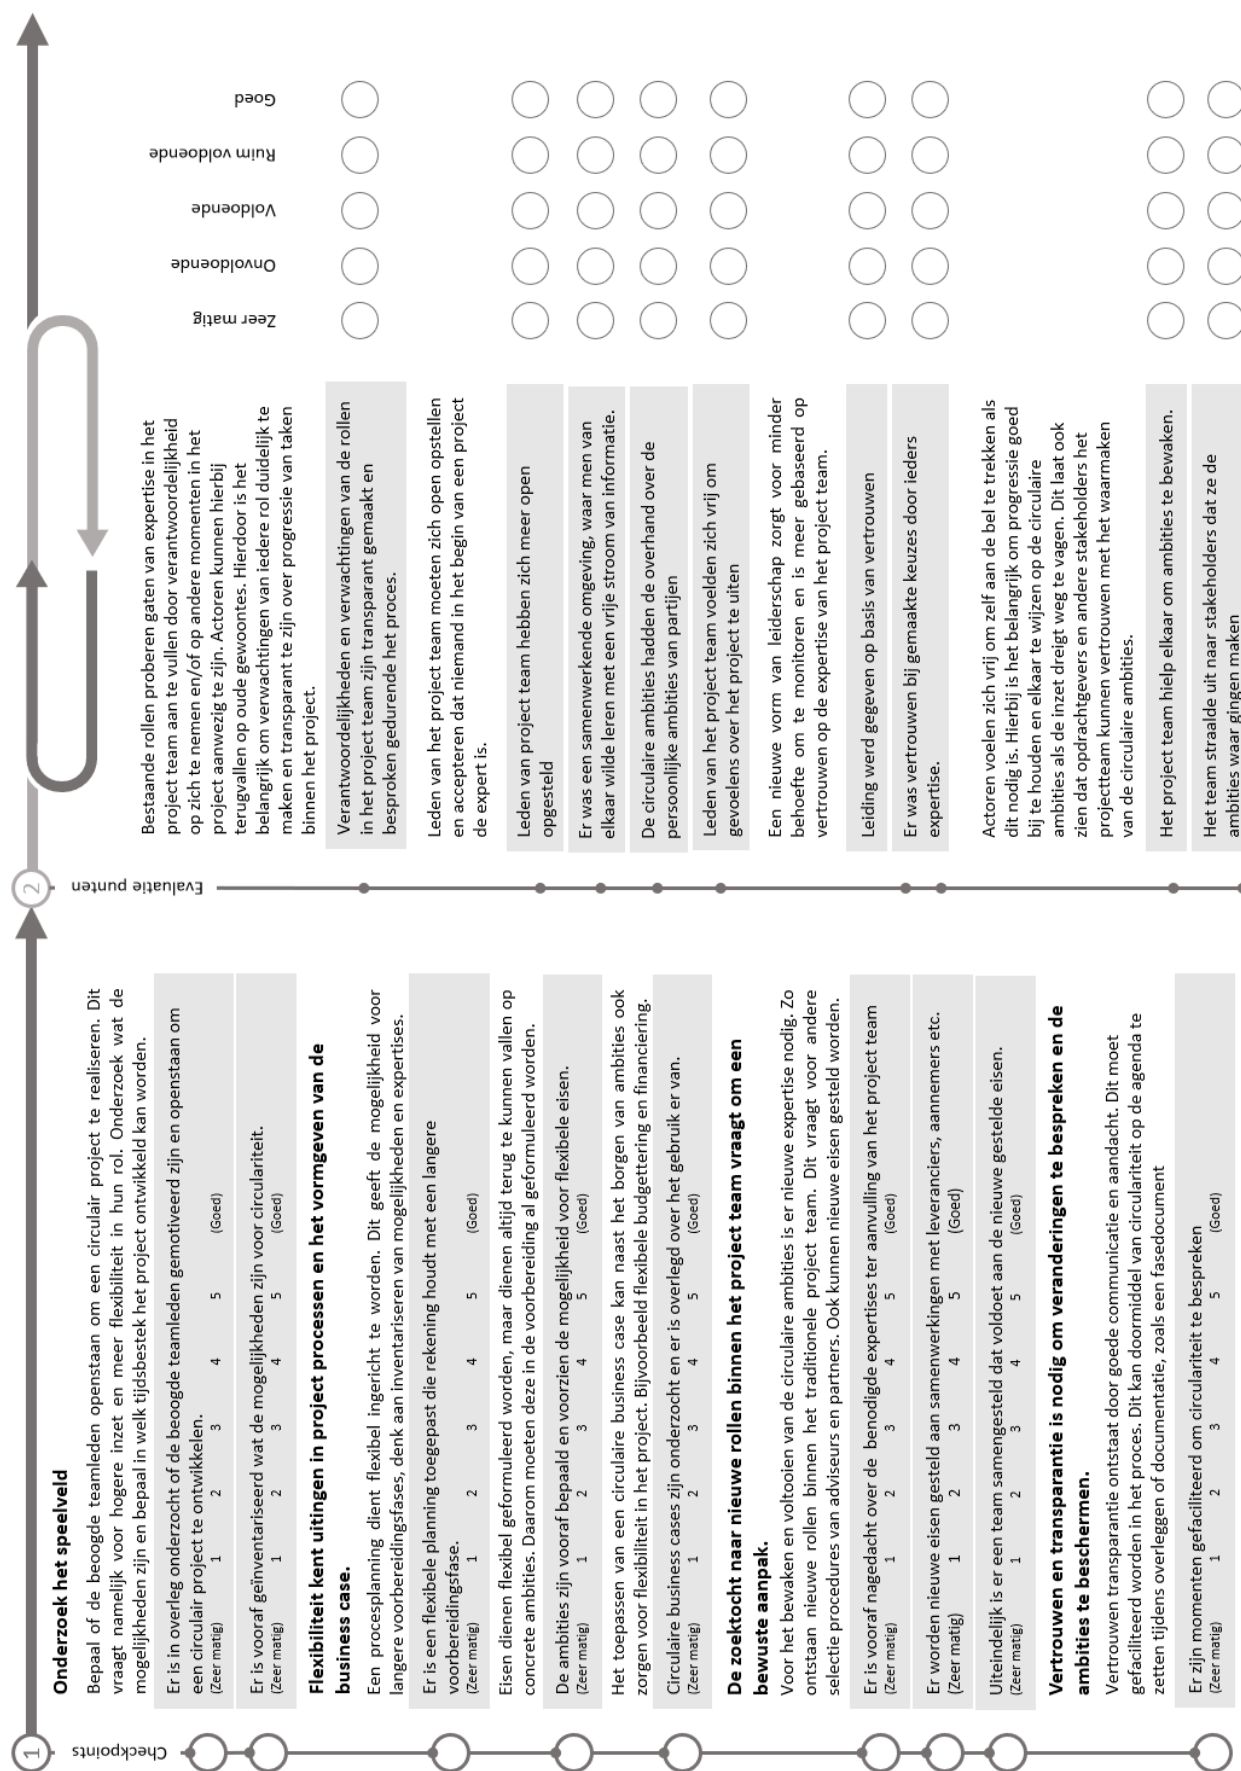 1
Checkpoints
Onderzoek het speelveld
Bepaal of de beoogde teamleden openstaan om een circulair project te realiseren. Dit
vraagt namelijk voor hogere inzet en meer flexibiliteit in hun rol. Onderzoek wat de
mogelijkheden zijn en bepaal in welk tijdsbestek het project ontwikkeld kan worden.
Er is in overleg onderzocht of de beoogde teamleden gemotiveerd zijn en openstaan om
een circulair project te ontwikkelen.
(Zeer matig) 1 2 3 4 5 (Goed)
Er is vooraf geïnventariseerd wat de mogelijkheden zijn voor circulariteit.
(Zeer matig) 1 2 3 4 5 (Goed)
Flexibiliteit kent uitingen in project processen en het vormgeven van de
business case.
Een procesplanning dient flexibel ingericht te worden. Dit geeft de mogelijkheid voor
langere voorbereidingsfases, denk aan inventariseren van mogelijkheden en expertises.
Er is een flexibele planning toegepast die rekening houdt met een langere
voorbereidingsfase.
(Zeer matig) 1 2 3 4 5 (Goed)
Eisen dienen flexibel geformuleerd worden, maar dienen altijd terug te kunnen vallen op
concrete ambities. Daarom moeten deze in de voorbereiding al geformuleerd worden.
De ambities zijn vooraf bepaald en voorzien de mogelijkheid voor flexibele eisen.
(Zeer matig) 1 2 3 4 5 (Goed)
Het toepassen van een circulaire business case kan naast het borgen van ambities ook
zorgen voor flexibiliteit in het project. Bijvoorbeeld flexibele budgettering en financiering.
Circulaire business cases zijn onderzocht en er is overlegd over het gebruik er van.
(Zeer matig) 1 2 3 4 5 (Goed)
De zoektocht naar nieuwe rollen binnen het project team vraagt om een
bewuste aanpak.
Voor het bewaken en voltooien van de circulaire ambities is er nieuwe expertise nodig. Zo
ontstaan nieuwe rollen binnen het traditionele project team. Dit vraagt voor andere
selectie procedures van adviseurs en partners. Ook kunnen nieuwe eisen gesteld worden.
Er is vooraf nagedacht over de benodigde expertises ter aanvulling van het project team
(Zeer matig) 1 2 3 4 5 (Goed)
Er worden nieuwe eisen gesteld aan samenwerkingen met leveranciers, aannemers etc.
(Zeer matig) 1 2 3 4 5 (Goed)
Uiteindelijk is er een team samengesteld dat voldoet aan de nieuwe gestelde eisen.
(Zeer matig) 1 2 3 4 5 (Goed)
Vertrouwen en transparantie is nodig om veranderingen te bespreken en de
ambities te beschermen.
Vertrouwen transparantie ontstaat door goede communicatie en aandacht. Dit moet
gefaciliteerd worden in het proces. Dit kan doormiddel van circulariteit op de agenda te
zetten tijdens overleggen of documentatie, zoals een fasedocument
Er zijn momenten gefaciliteerd om circulariteit te bespreken
(Zeer matig) 1 2 3 4 5 (Goed)
2
Evaluatie punten
Zeer matig
Onvoldoende
Voldoende
Ruim voldoende
Goed
Bestaande rollen proberen gaten van expertise in het
project team aan te vullen door verantwoordelijkheid
op zich te nemen en/of op andere momenten in het
project aanwezig te zijn. Actoren kunnen hierbij
terugvallen op oude gewoontes. Hierdoor is het
belangrijk om verwachtingen van iedere rol duidelijk te
maken en transparant te zijn over progressie van taken
binnen het project.
Verantwoordelijkheden en verwachtingen van de rollen
in het project team zijn transparant gemaakt en
besproken gedurende het proces.
Leden van het project team moeten zich open opstellen
en accepteren dat niemand in het begin van een project
de expert is.
Leden van project team hebben zich meer open
opgesteld
Er was een samenwerkende omgeving, waar men van
elkaar wilde leren met een vrije stroom van informatie.
De circulaire ambities hadden de overhand over de
persoonlijke ambities van partijen
Leden van het project team voelden zich vrij om
gevoelens over het project te uiten
Een nieuwe vorm van leiderschap zorgt voor minder
behoefte om te monitoren en is meer gebaseerd op
vertrouwen op de expertise van het project team.
Leiding werd gegeven op basis van vertrouwen
Er was vertrouwen bij gemaakte keuzes door ieders
expertise.
Actoren voelen zich vrij om zelf aan de bel te trekken als
dit nodig is. Hierbij is het belangrijk om progressie goed
bij te houden en elkaar te wijzen op de circulaire
ambities als de inzet dreigt weg te vagen. Dit laat ook
zien dat opdrachtgevers en andere stakeholders het
projectteam kunnen vertrouwen met het waarmaken
van de circulaire ambities.
Het project team hielp elkaar om ambities te bewaken.
Het team straalde uit naar stakeholders dat ze de
ambities waar gingen maken